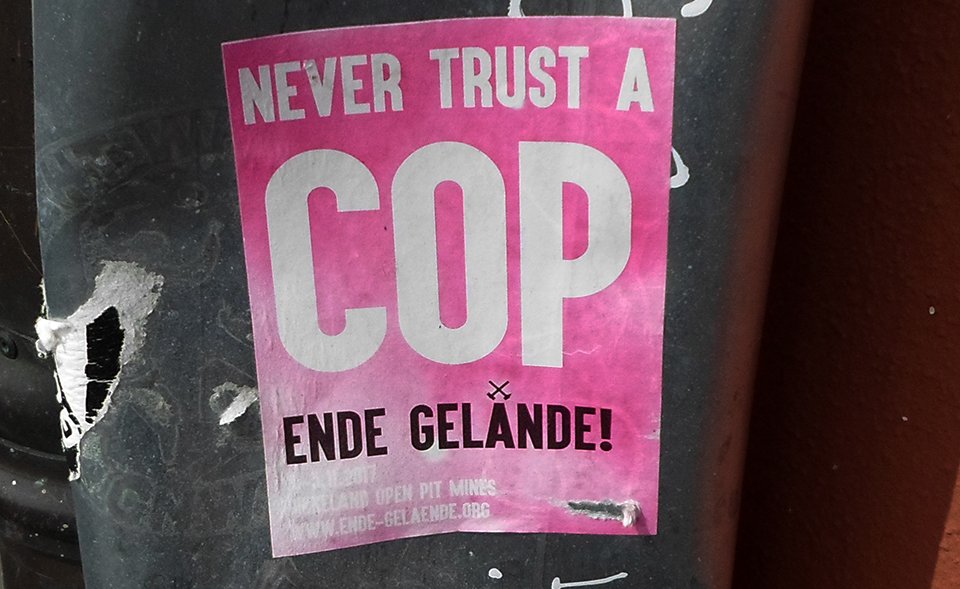 NEVER TRUST A
COP
ENDE GELÄNDE!
OPEN PIT MINES
WWW.ENDE-GELAENDE.ORG